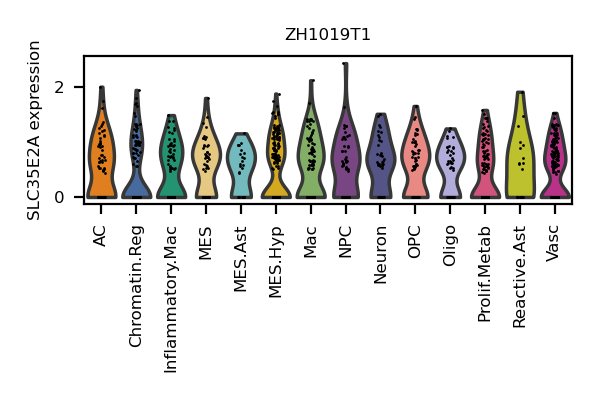 ZH1019T1
SLC35E2A expression
2
0
AC
Chromatin.Reg
Inflammatory.Mac
MES
MES.Ast
MES.Hyp
Mac
NPC
Neuron
OPC
Oligo
Prolif.Metab
Reactive.Ast
Vasc